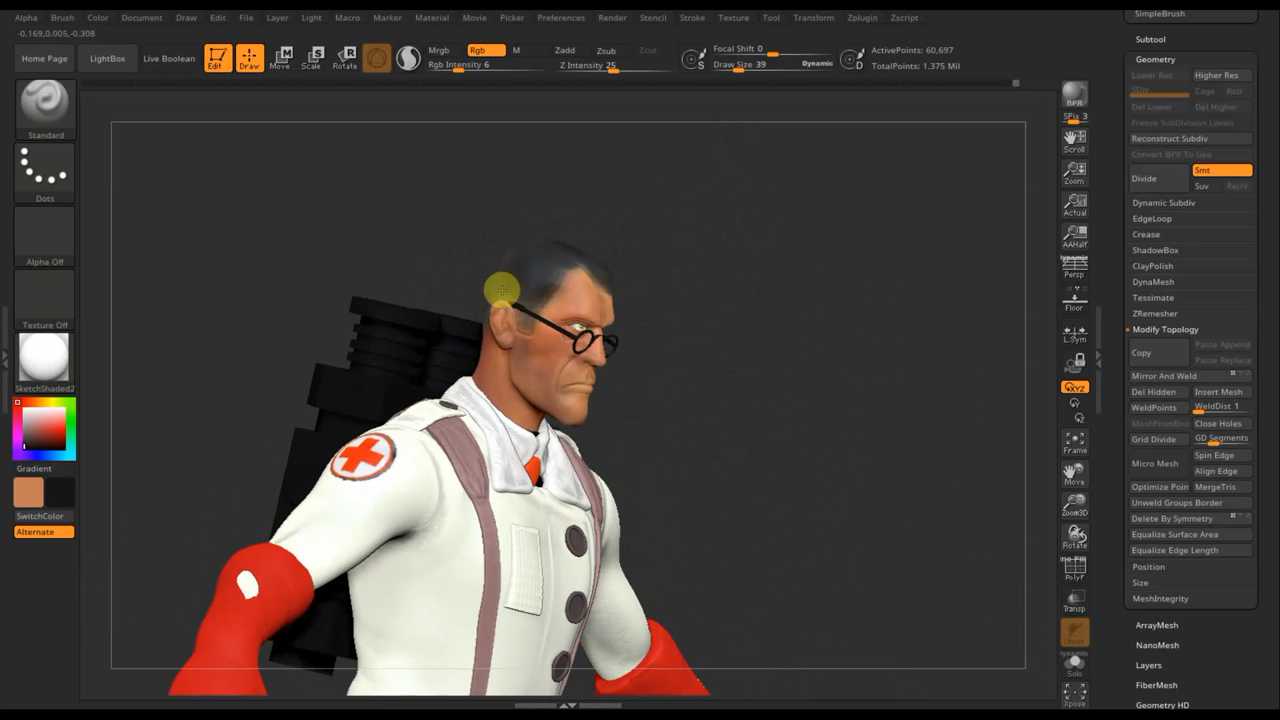 Alpha Brush Color Document Draw Edit File Layer Light Macro Marker Material Movie Picker Preferences Render Stencil Stroke Texture Tool Transform Zplugin Zscript
SimpleBrush
-0.169,0.005,-0.308
Subtool
Home Page LightBox Live Boolean Edit Draw Move Scale Rotate
Mrgb Rgb M Zadd Zsub Zcut
Rgb Intensity 6 Z Intensity 25
S Focal Shift 0
Draw Size 39 Dynamic D
ActivePoints: 60,697
TotalPoints: 1.375 Mil
Geometry
Lower Res Higher Res
SDiv Cage Rstr
Del Lower Del Higher
Freeze SubDivision Levels
Reconstruct Subdiv
Convert BPR To Geo
Divide Smt
Suv ReUV
Dynamic Subdiv
EdgeLoop
Crease
ShadowBox
ClayPolish
DynaMesh
Tessimate
ZRemesher
Modify Topology
Copy Paste Append
Paste Replace
Mirror And Weld
Del Hidden Insert Mesh
WeldPoints WeldDist 1
Close Holes
Grid Divide GD Segments
Micro Mesh Spin Edge
Align Edge
Optimize Poin MergeTris
Unweld Groups Border
Delete By Symmetry
Equalize Surface Area
Equalize Edge Length
Position
Size
MeshIntegrity
ArrayMesh
NanoMesh
Layers
FiberMesh
Geometry HD
Standard
Dots
Alpha Off
Texture Off
SketchShaded2
Gradient
SwitchColor
Alternate
BPR
SPix 3
Scroll
Zoom
Actual
AAHalf
Dynamic
Persp
Floor
L.Sym
XYZ
Frame
Move
Zoom3D
Rotate
PolyF
Transp
Ghost
Dynamic
Solo
Xpose